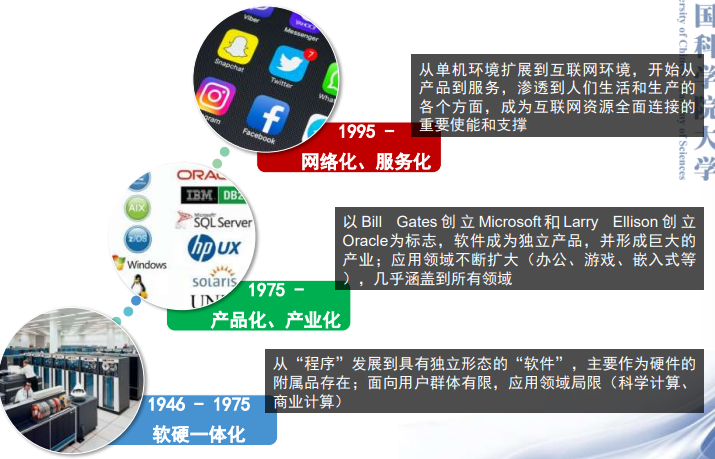 Viber
YAHOO!
Messenger
Snapchat
Twitter
7
Facebook
从单机环境扩展到互联网环境，开始从
产品到服务，渗透到人们生活和生产的
各个方面，成为互联网资源全面连接的
重要使能和支撑
1995 -
网络化、服务化
AIX
z/OS
Windows
IBM DB2
SQL Server
hp UX
solaris
以Bill Gates创立Microsoft和Larry Ellison创立
Oracle为标志，软件成为独立产品，并形成巨大的
产业；应用领域不断扩大（办公、游戏、嵌入式等
），几乎涵盖到所有领域
1975 -
产品化、产业化
从“程序”发展到具有独立形态的“软件”，主要作为硬件的
附属品存在；面向用户群体有限，应用领域局限（科学计算、
商业计算）
1946 - 1975
软硬一体化
国科学院大学